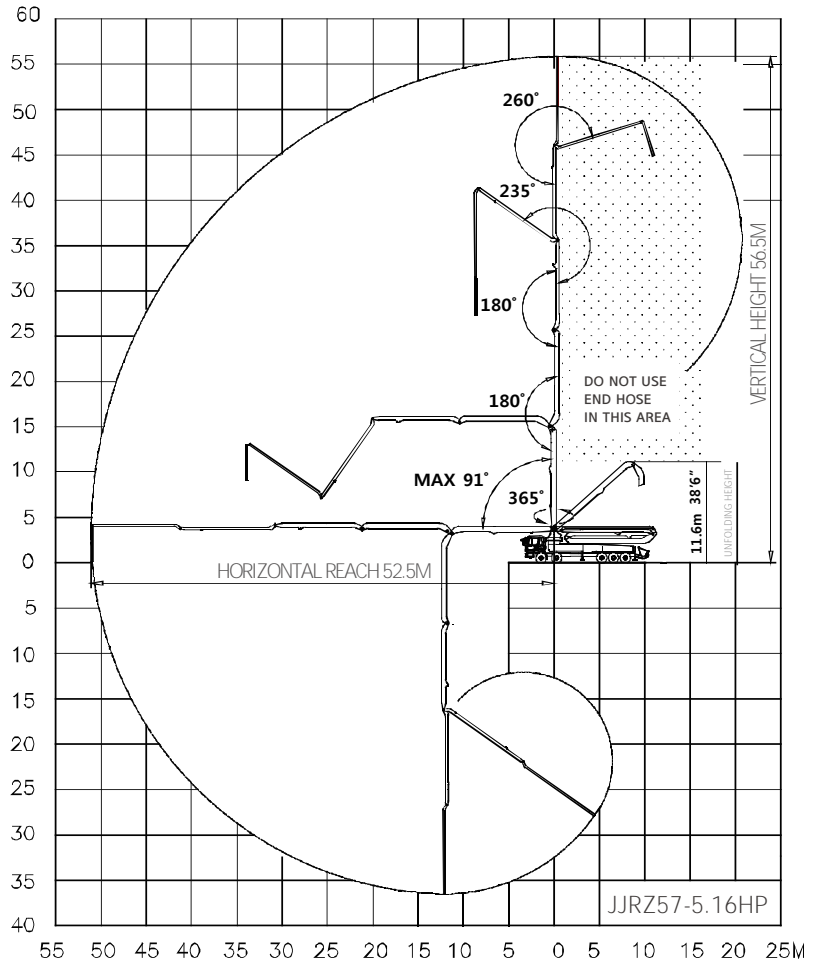 60
55
50
45
40
35
30
25
20
15
10
5
0
5
10
15
20
25
30
35
40
260°
235°
180°
180°
MAX 91°
365°
DO NOT USE
END HOSE
IN THIS AREA
VERTICAL HEIGHT 56.5M
11.6m 38'6"
UNFOLDING HEIGHT
HORIZONTAL REACH 52.5M
JJRZ57-5.16HP
55 50 45 40 35 30 25 20 15 10 5 0 5 10 15 20 25M